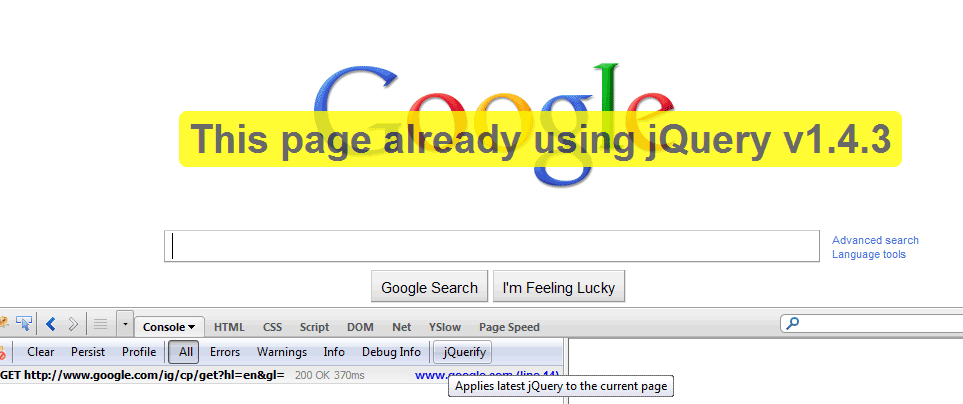 Google
This page already using jQuery v1.4.3
Advanced search
Language tools
Google Search I'm Feeling Lucky
Console HTML CSS Script DOM Net YSlow Page Speed
Clear Persist Profile All Errors Warnings Info Debug Info jQuerify
GET http://www.google.com/ig/cp/get?hl=en&gl= 200 OK 370ms www.google.com (line 44)
Applies latest jQuery to the current page